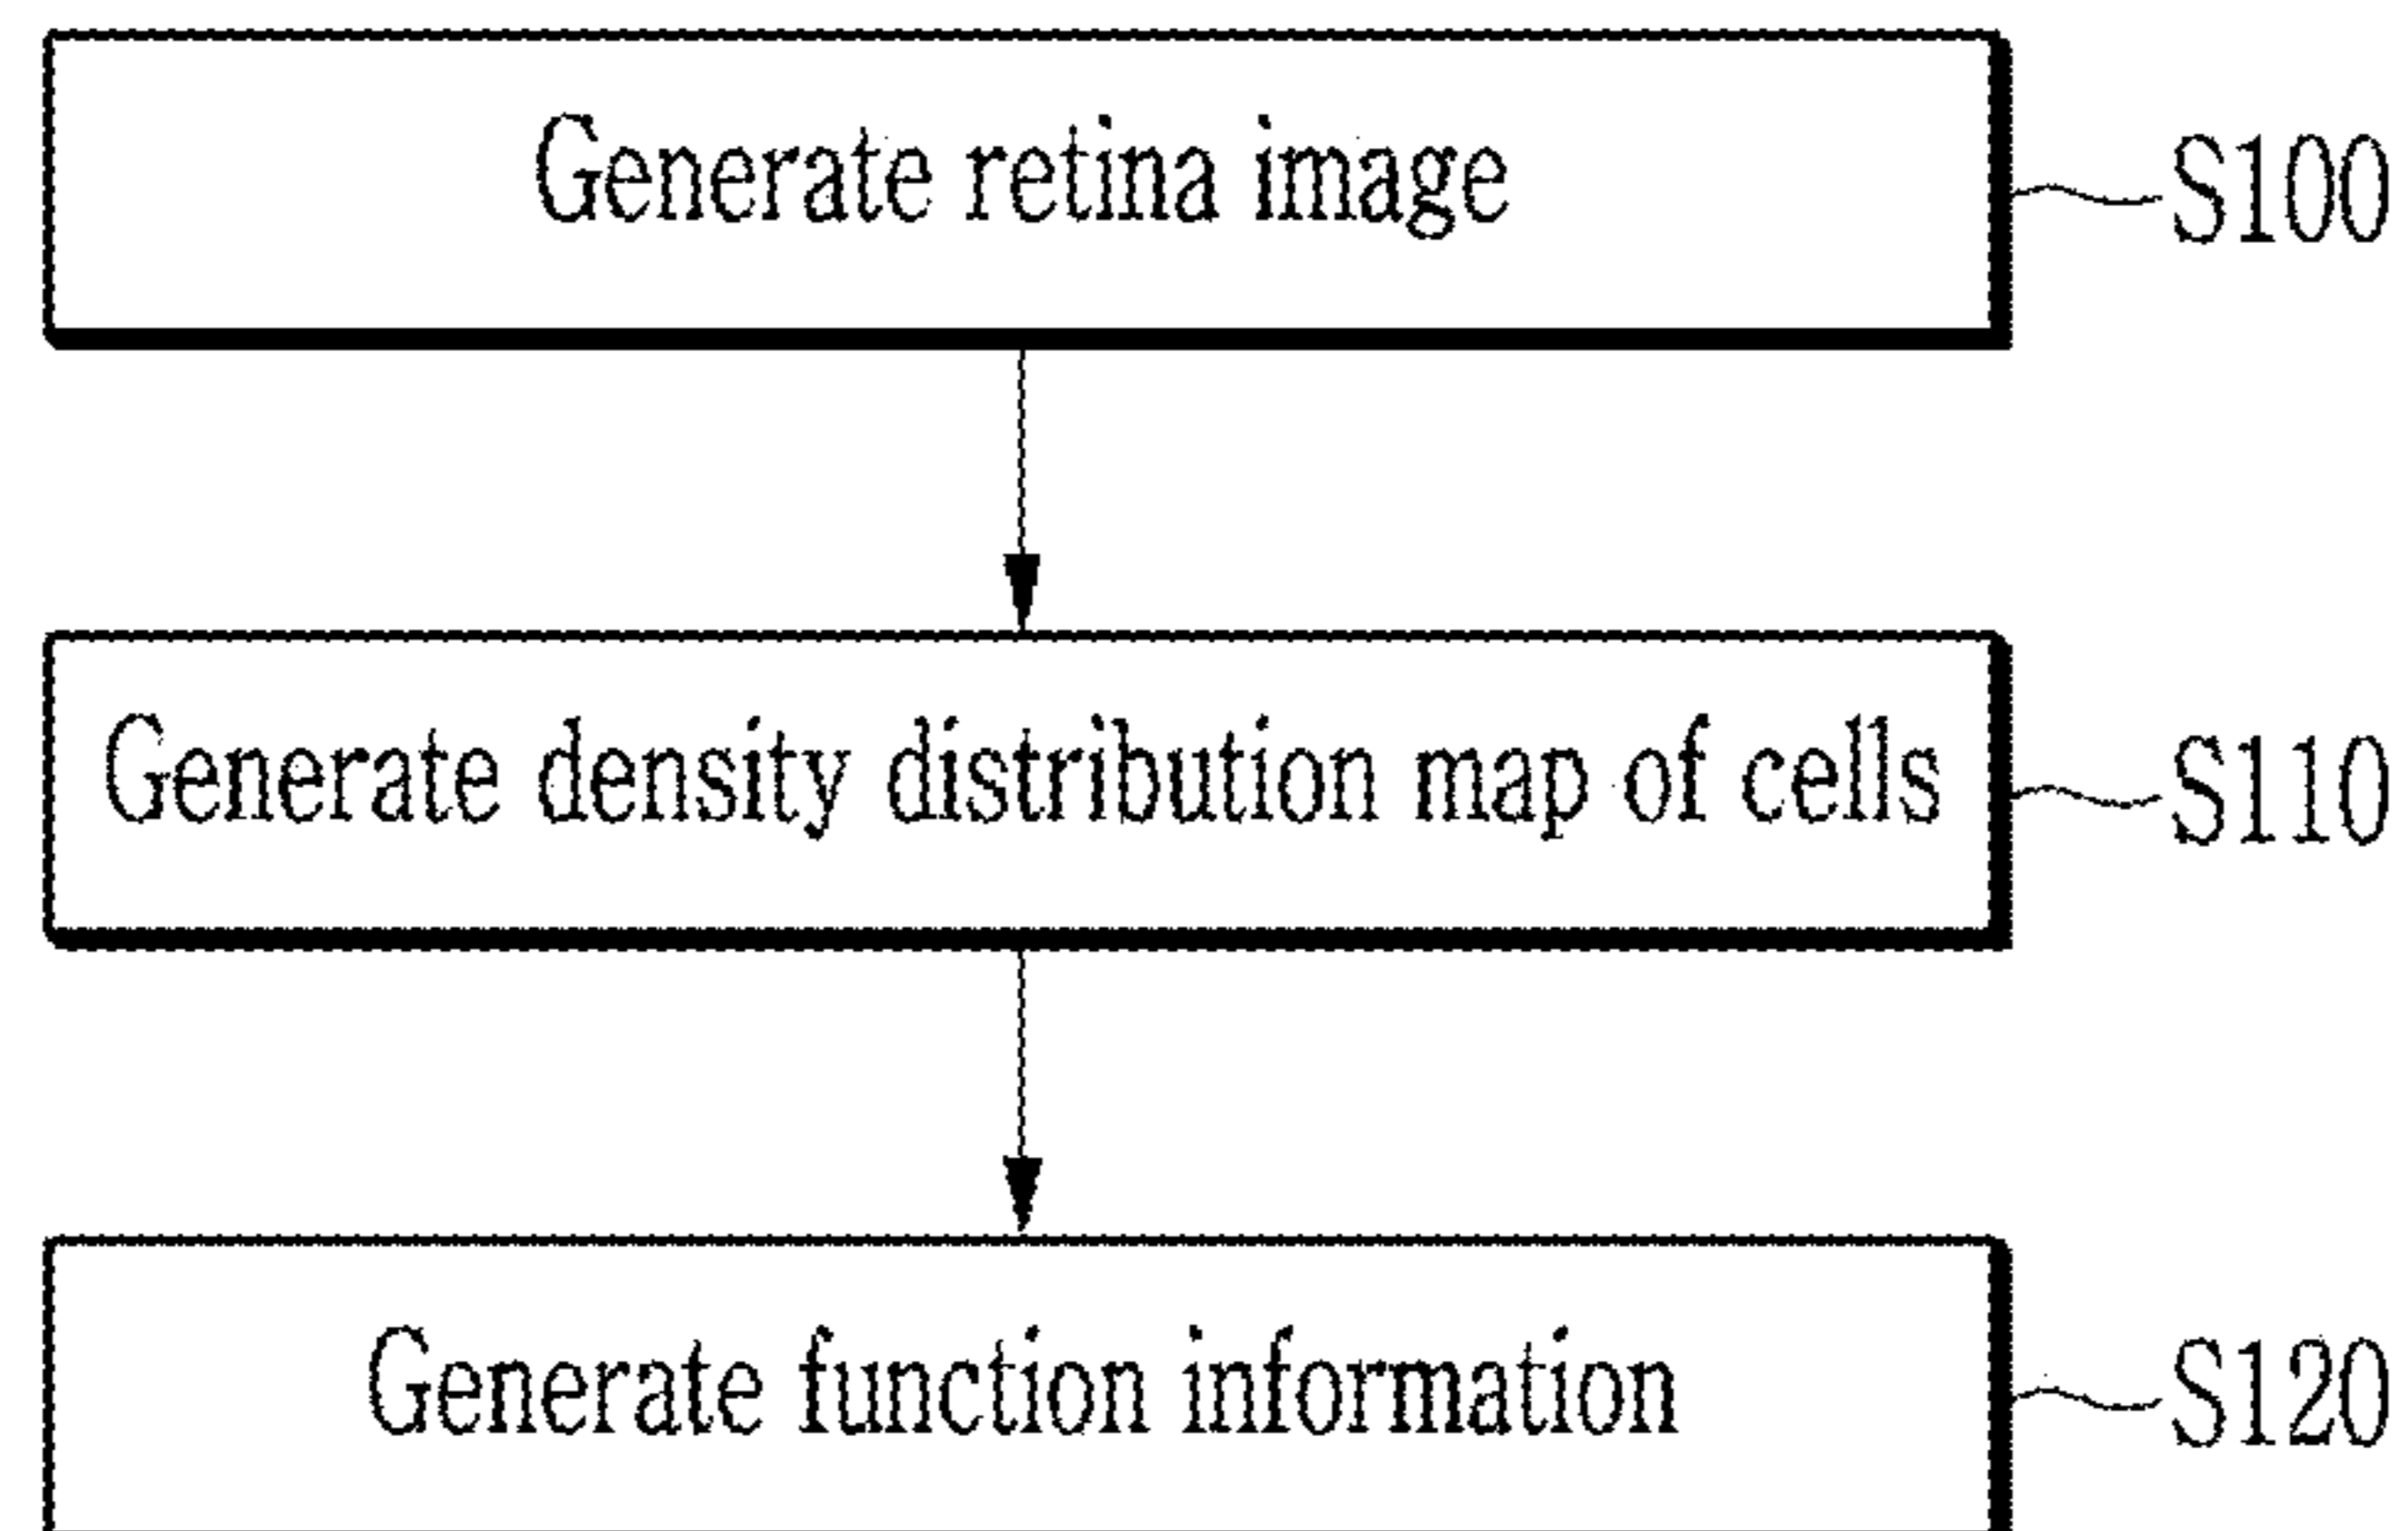 Generate retina image
S100
Generate density distribution map of cells
S110
Generate function information
S120